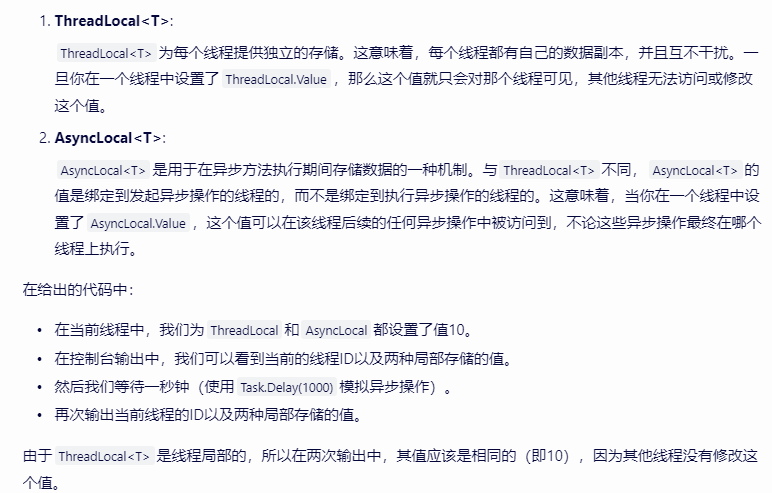 1. ThreadLocal<T>:
ThreadLocal<T> 为每个线程提供独立的存储。这意味着，每个线程都有自己的数据副本，并且互不干扰。一
旦你在一个线程中设置了 ThreadLocal.Value ，那么这个值就只会对那个线程可见，其他线程无法访问或修改
这个值。
2. AsyncLocal<T>:
AsyncLocal<T> 是用于在异步方法执行期间存储数据的一种机制。与 ThreadLocal<T> 不同， AsyncLocal<T> 的
值是绑定到发起异步操作的线程的，而不是绑定到执行异步操作的线程的。这意味着，当你在一个线程中设
置了 AsyncLocal.Value ，这个值可以在该线程后续的任何异步操作中被访问到，不论这些异步操作最终在哪个
线程上执行。
在给出的代码中：
• 在当前线程中，我们为 ThreadLocal 和 AsyncLocal 都设置了值10。
• 在控制台输出中，我们可以看到当前的线程ID以及两种局部存储的值。
• 然后我们等待一秒钟（使用 Task.Delay(1000) 模拟异步操作）。
• 再次输出当前线程的ID以及两种局部存储的值。
由于 ThreadLocal<T> 是线程局部的，所以在两次输出中，其值应该是相同的（即10），因为其他线程没有修改这
个值。